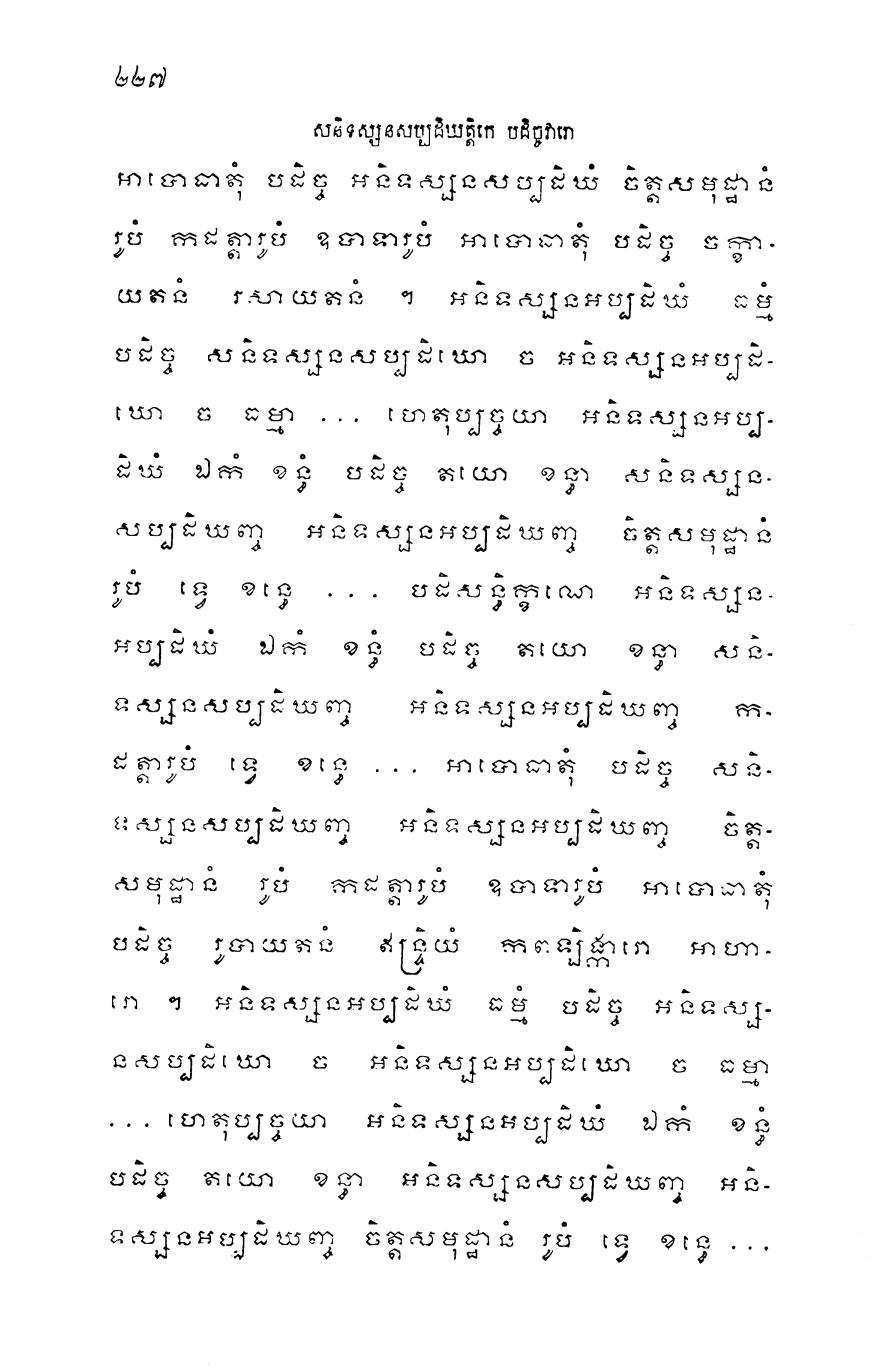 ២២៧
សនិទស្សនសប្បដិឃត្តិកេ បដិច្ចវារោ
អាបោធាតុំ បដិច្ច អនិទស្សនសប្បដិឃំ ចិត្តសមុដ្ឋានំ
រូបំ កដត្តារូបំ ឧបាទារូបំ អាបោធាតុំ បដិច្ច ចក្ខា-
យតនំ រសាយតនំ ។ អនិទស្សនអប្បដិឃំ ធម្មំ
បដិច្ច សនិទស្សនសប្បដិឃោ ច អនិទស្សនអប្បដិ-
ឃោ ច ធម្មា ... ហេតុប្បច្ចយា អនិទស្សនអប្ប-
ដិឃំ ឯកំ ខន្ធំ បដិច្ច តយោ ខន្ធា សនិទស្សន-
សប្បដិឃញ្ច អនិទស្សនអប្បដិឃញ្ច ចិត្តសមុដ្ឋានំ
រូបំ ទ្វេ ខន្ធេ ... បដិសន្ធិក្ខណេ អនិទស្សន-
អប្បដិឃំ ឯកំ ខន្ធំ បដិច្ច តយោ ខន្ធា សនិ-
ទស្សនសប្បដិឃញ្ច អនិទស្សនអប្បដិឃញ្ច ក-
ដត្តារូបំ ទ្វេ ខន្ធេ ... អាបោធាតុំ បដិច្ច សនិ-
ទស្សនសប្បដិឃញ្ច អនិទស្សនអប្បដិឃញ្ច ចិត្ត-
សមុដ្ឋានំ រូបំ កដត្តារូបំ ឧបាទារូបំ អាបោធាតុំ
បដិច្ច រូបាយតនំ ឥន្ទ្រិយំ កពឡិង្ការោ អាហា-
រោ ។ អនិទស្សនអប្បដិឃំ ធម្មំ បដិច្ច អនិទស្ស-
នសប្បដិឃោ ច អនិទស្សនអប្បដិឃោ ច ធម្មា
... ហេតុប្បច្ចយា អនិទស្សនអប្បដិឃំ ឯកំ ខន្ធំ
បដិច្ច តយោ ខន្ធា អនិទស្សនសប្បដិឃញ្ច អនិ-
ទស្សនអប្បដិឃញ្ច ចិត្តសមុដ្ឋានំ រូបំ ទ្វេ ខន្ធេ ...